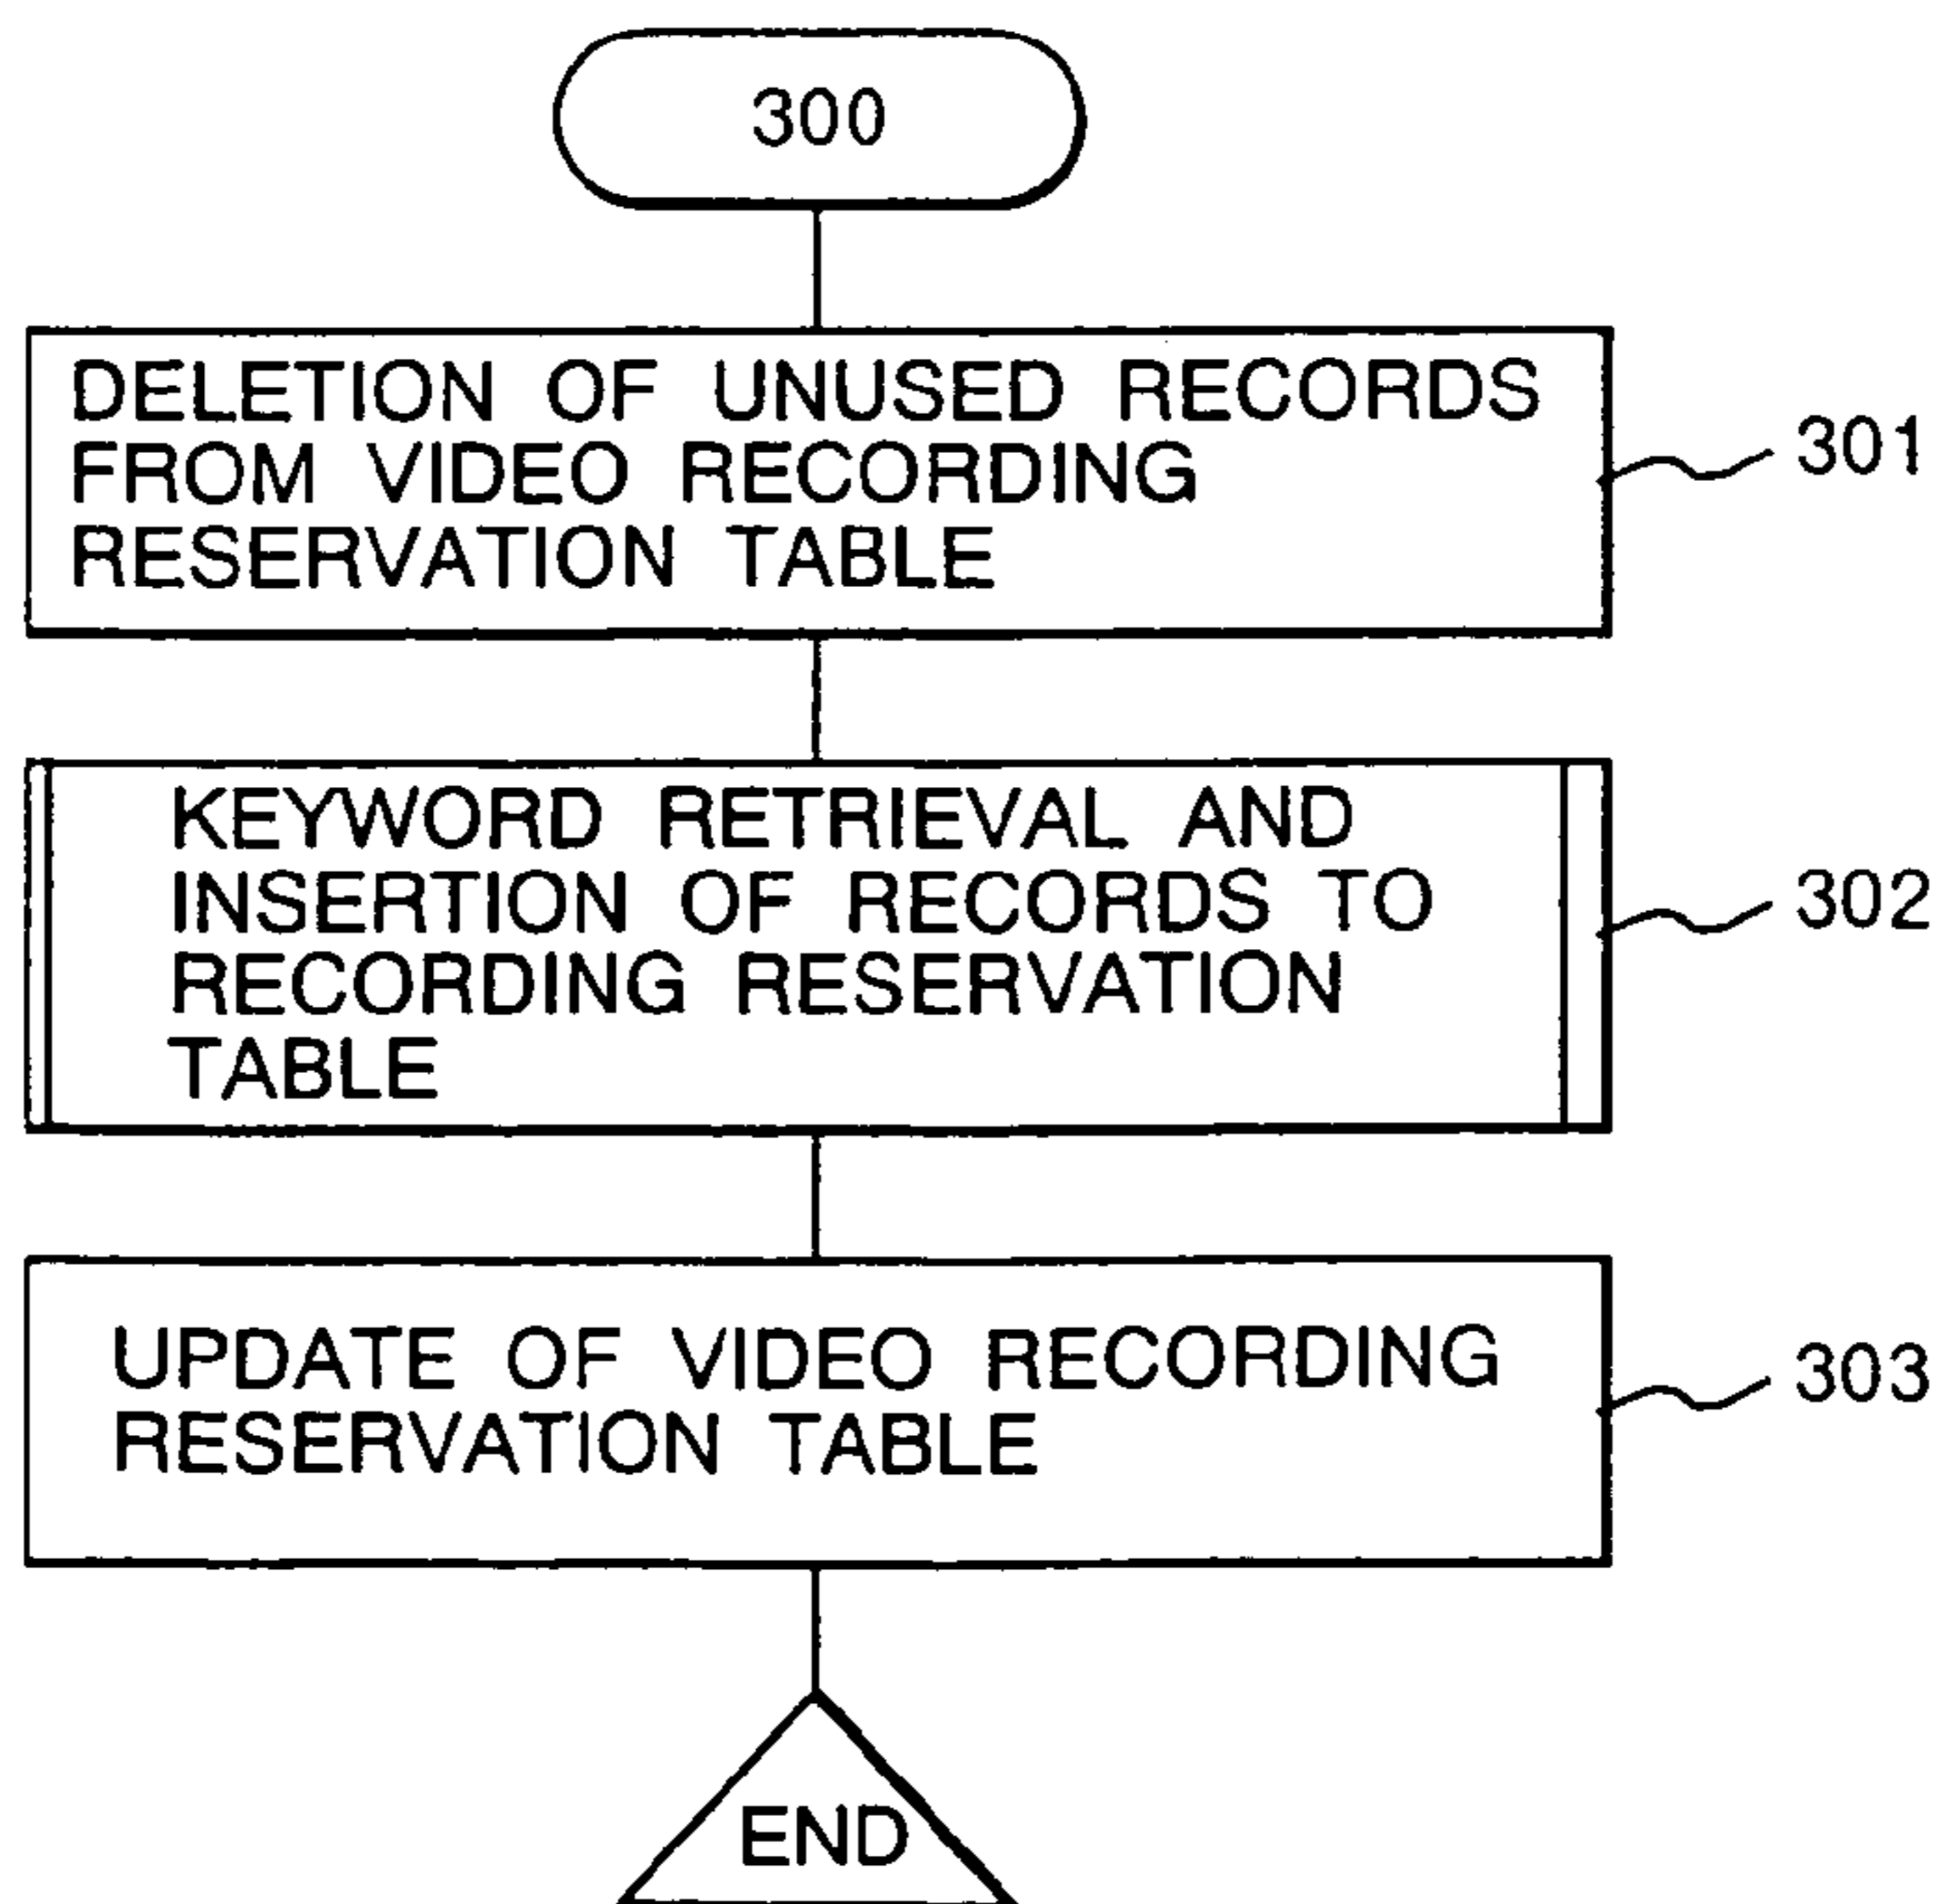 300
DELETION OF UNUSED RECORDS
FROM VIDEO RECORDING
RESERVATION TABLE
301
KEYWORD RETRIEVAL AND
INSERTION OF RECORDS TO
RECORDING RESERVATION
TABLE
302
UPDATE OF VIDEO RECORDING
RESERVATION TABLE
303
END